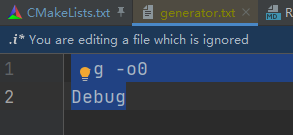 CMakeLists.txt generator.txt
.i* You are editing a file which is ignored
1 g -o0
2 Debug